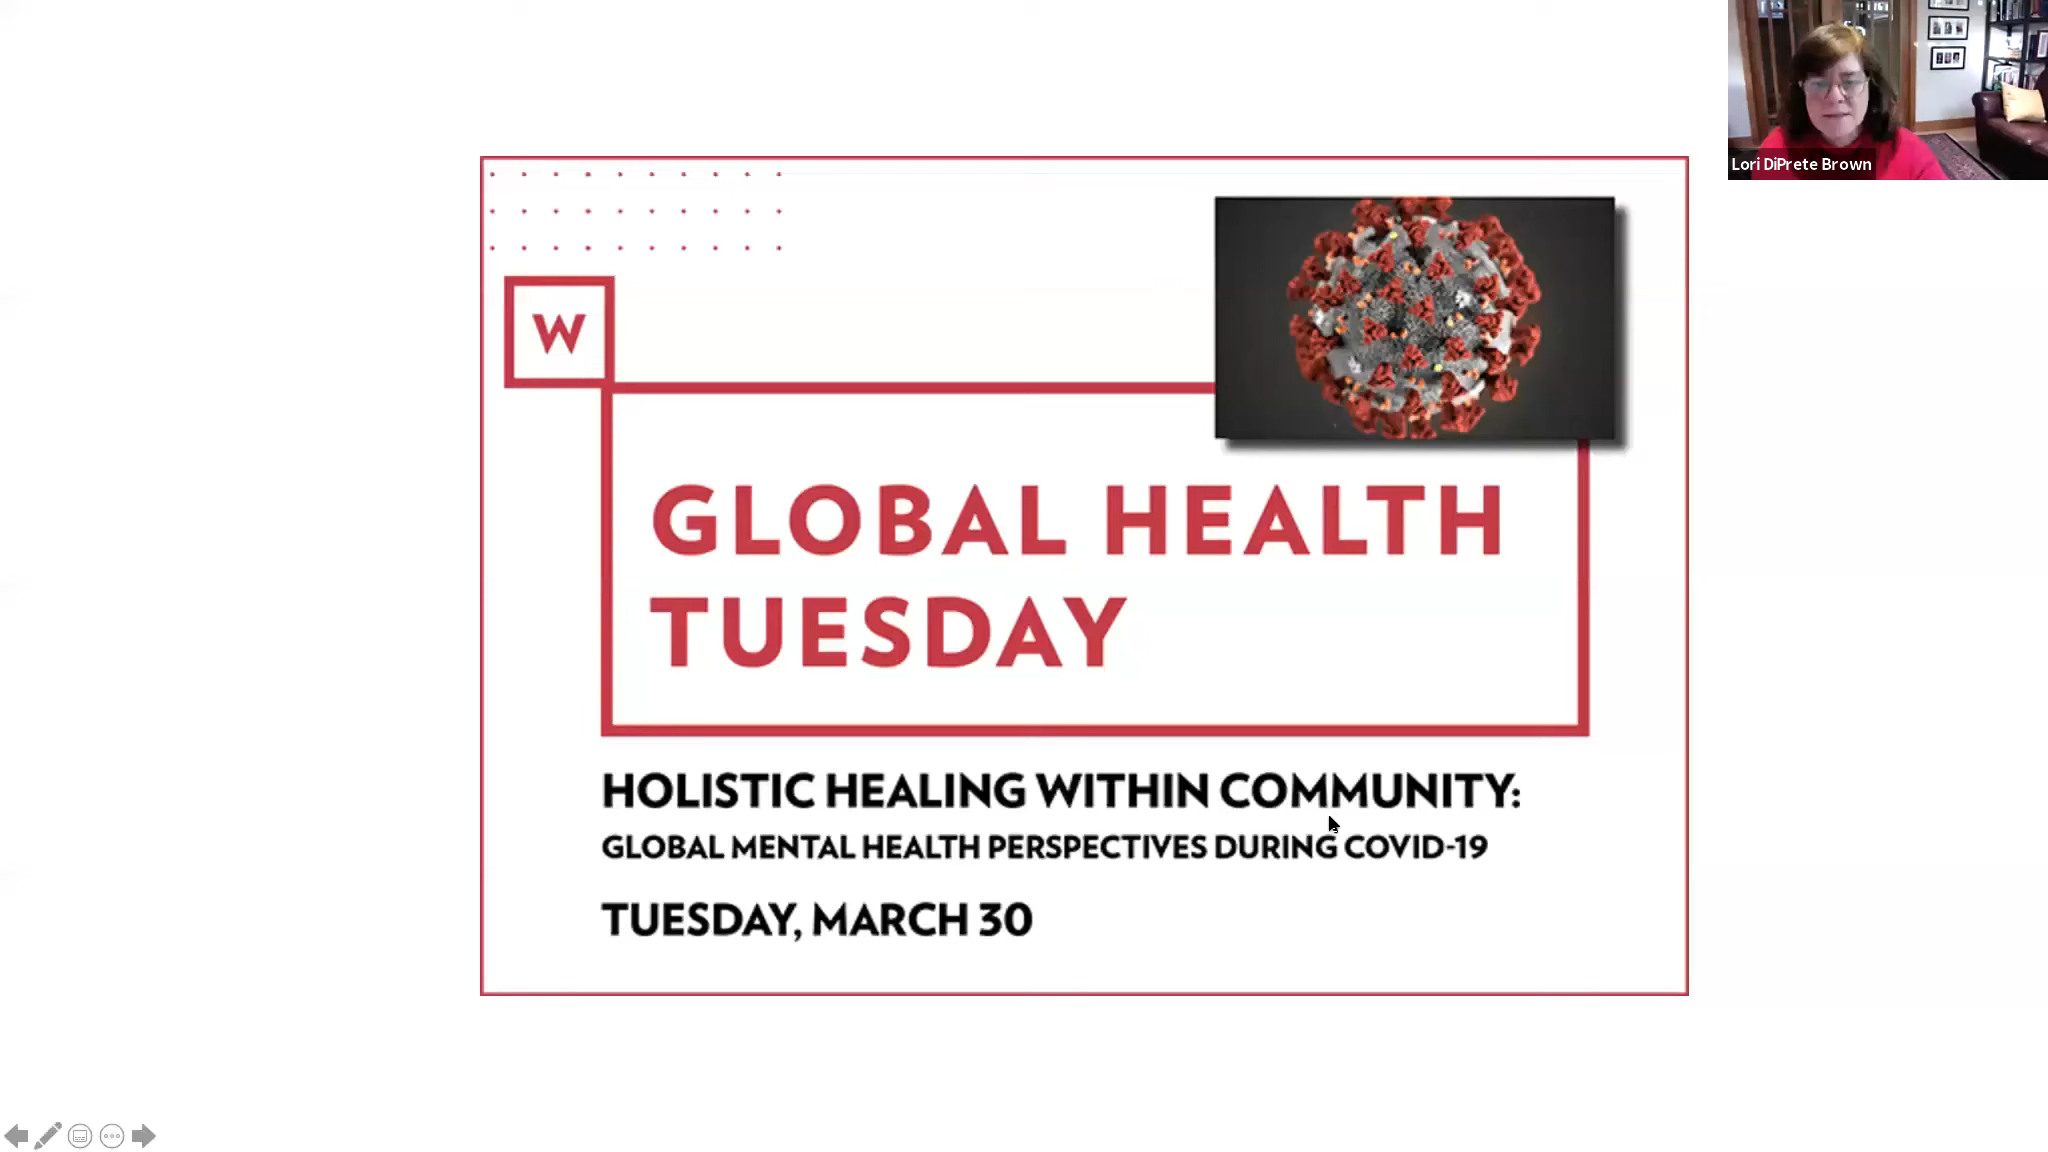 Lori DiPrete Brown
W
GLOBAL HEALTH
TUESDAY
HOLISTIC HEALING WITHIN COMMUNITY:
GLOBAL MENTAL HEALTH PERSPECTIVES DURING COVID-19
TUESDAY, MARCH 30